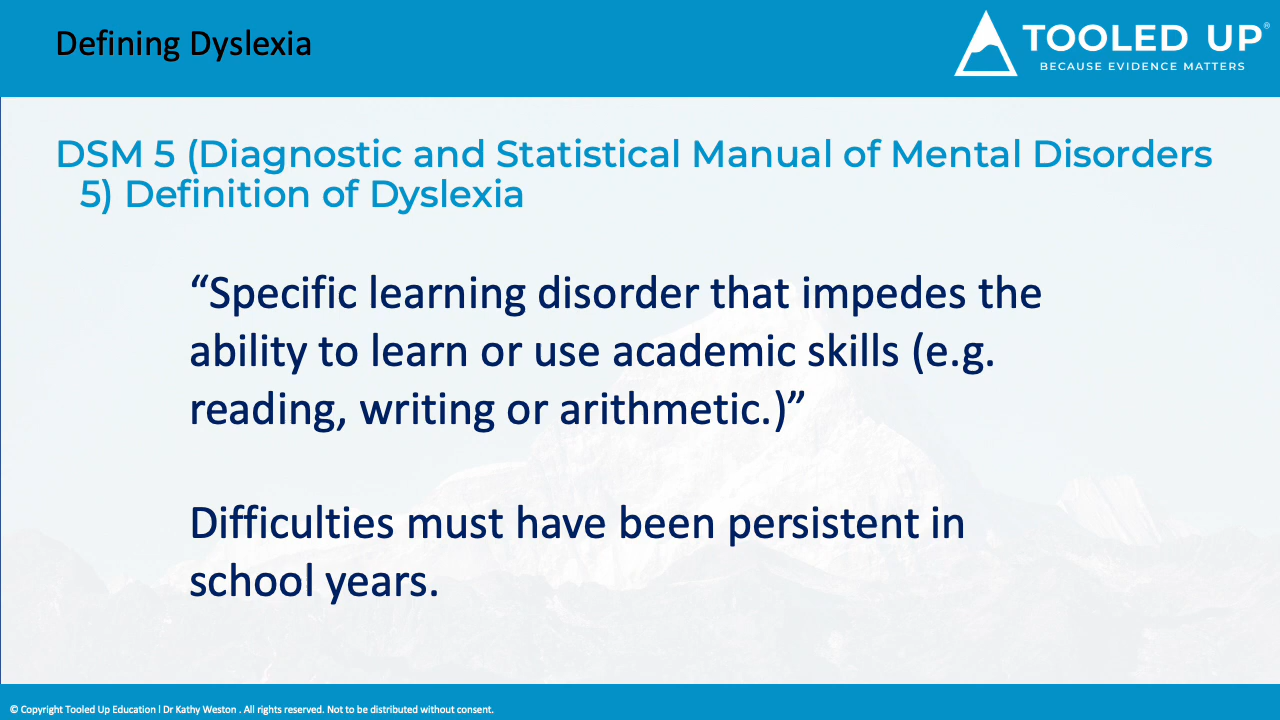 Defining Dyslexia
TOOLED UP®
BECAUSE EVIDENCE MATTERS
DSM 5 (Diagnostic and Statistical Manual of Mental Disorders
5) Definition of Dyslexia
“Specific learning disorder that impedes the
ability to learn or use academic skills (e.g.
reading, writing or arithmetic.)”
Difficulties must have been persistent in
school years.
© Copyright Tooled Up Education l Dr Kathy Weston . All rights reserved. Not to be distributed without consent.